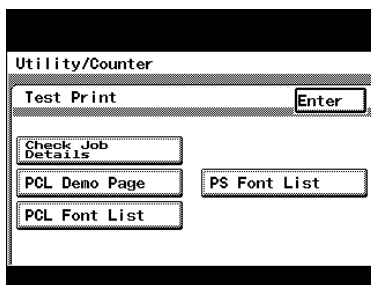 Utility/Counter
Test Print
Enter
Check Job
Details
PCL Demo Page
PS Font List
PCL Font List